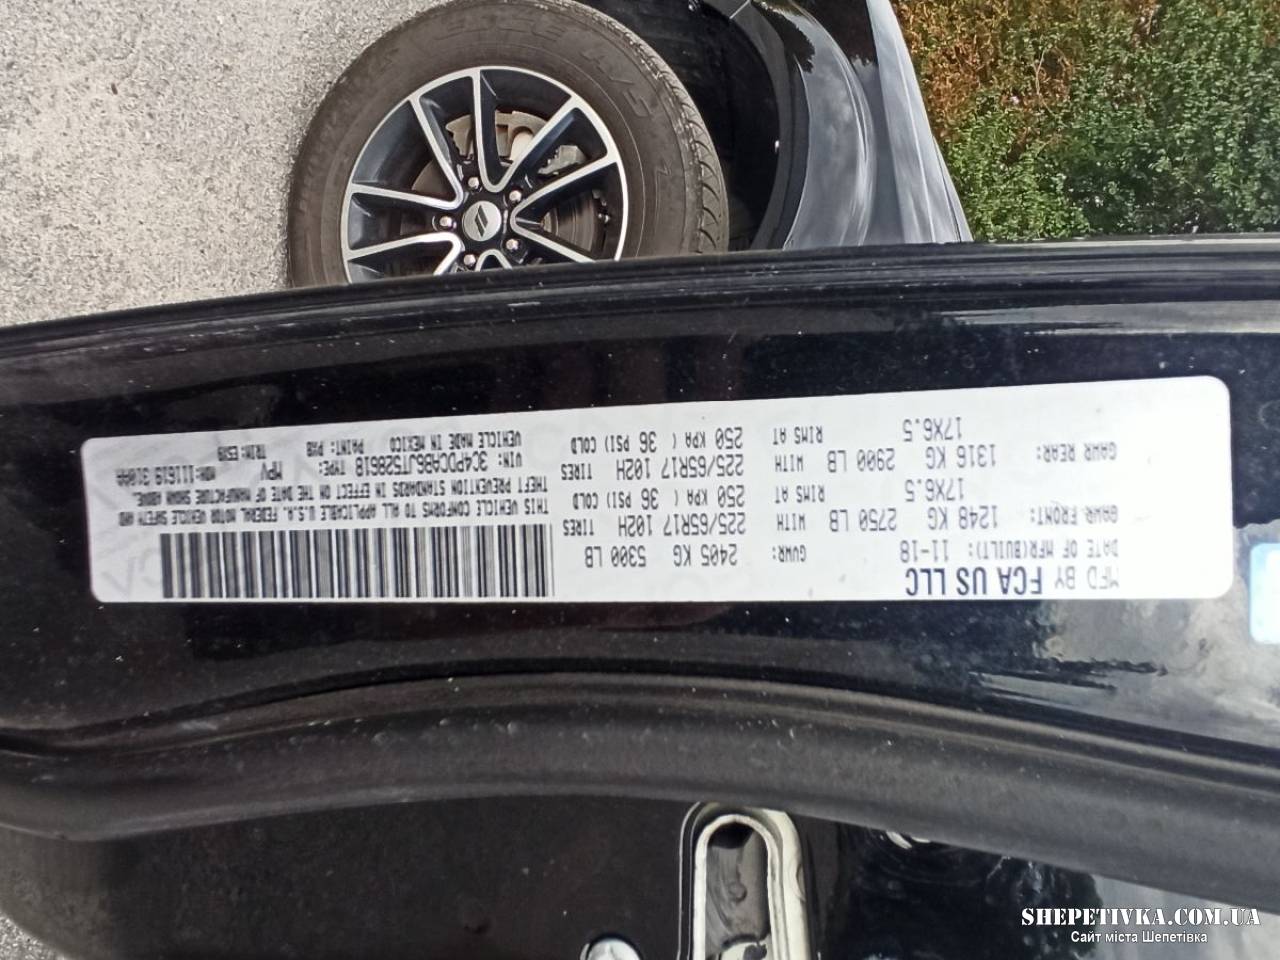 MFD BY FCA US LLC
DATE OF MFR(BUILT): 11-18 GVWR: 2405 KG 5300 LB
GAWR FRONT: 1248 KG 2750 LB WITH TIRES 225/65R17 102H
17X6.5 RIMS AT 250 KPA ( 36 PSI) COLD
GAWR REAR: 1316 KG 2900 LB WITH TIRES 225/65R17 102H
17X6.5 RIMS AT 250 KPA ( 36 PSI) COLD
THIS VEHICLE CONFORMS TO ALL APPLICABLE U.S.A. FEDERAL MOTOR VEHICLE SAFETY AND
THEFT PREVENTION STANDARDS IN EFFECT ON THE DATE OF MANUFACTURE SHOWN ABOVE.
VIN: 3C4PDCAB6JT528618 TYPE: MPV
VEHICLE MADE IN MEXICO PAINT: PXB
SHEPETIVKA.COM.UA
Сайт міста Шепетівка